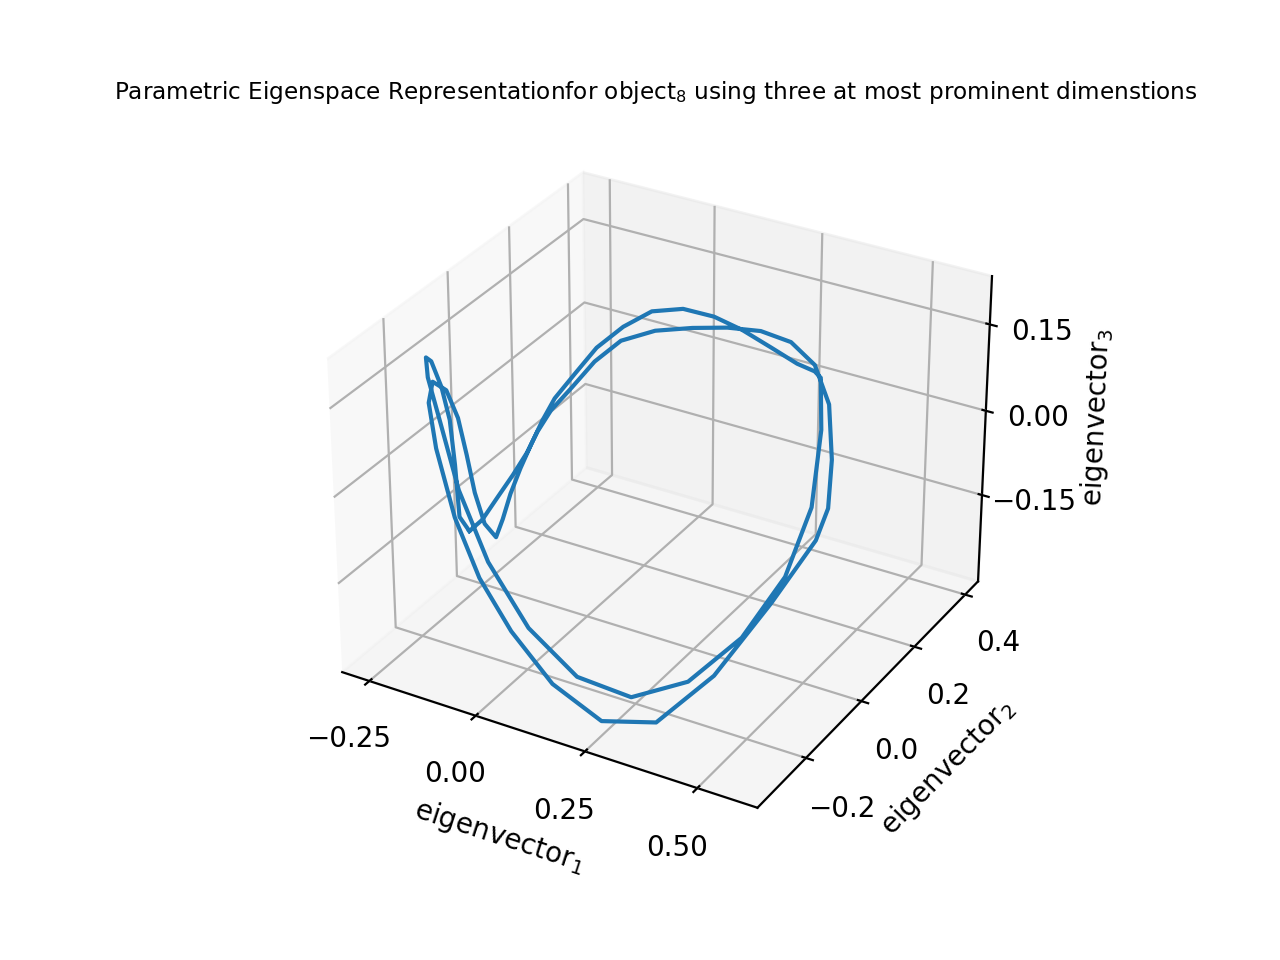 Parametric Eigenspace Representationfor object₈ using three at most prominent dimenstions
0.15
0.00
−0.15
eigenvector₃
0.4
0.2
0.0
−0.2
eigenvector₂
−0.25
0.00
0.25
0.50
eigenvector₁